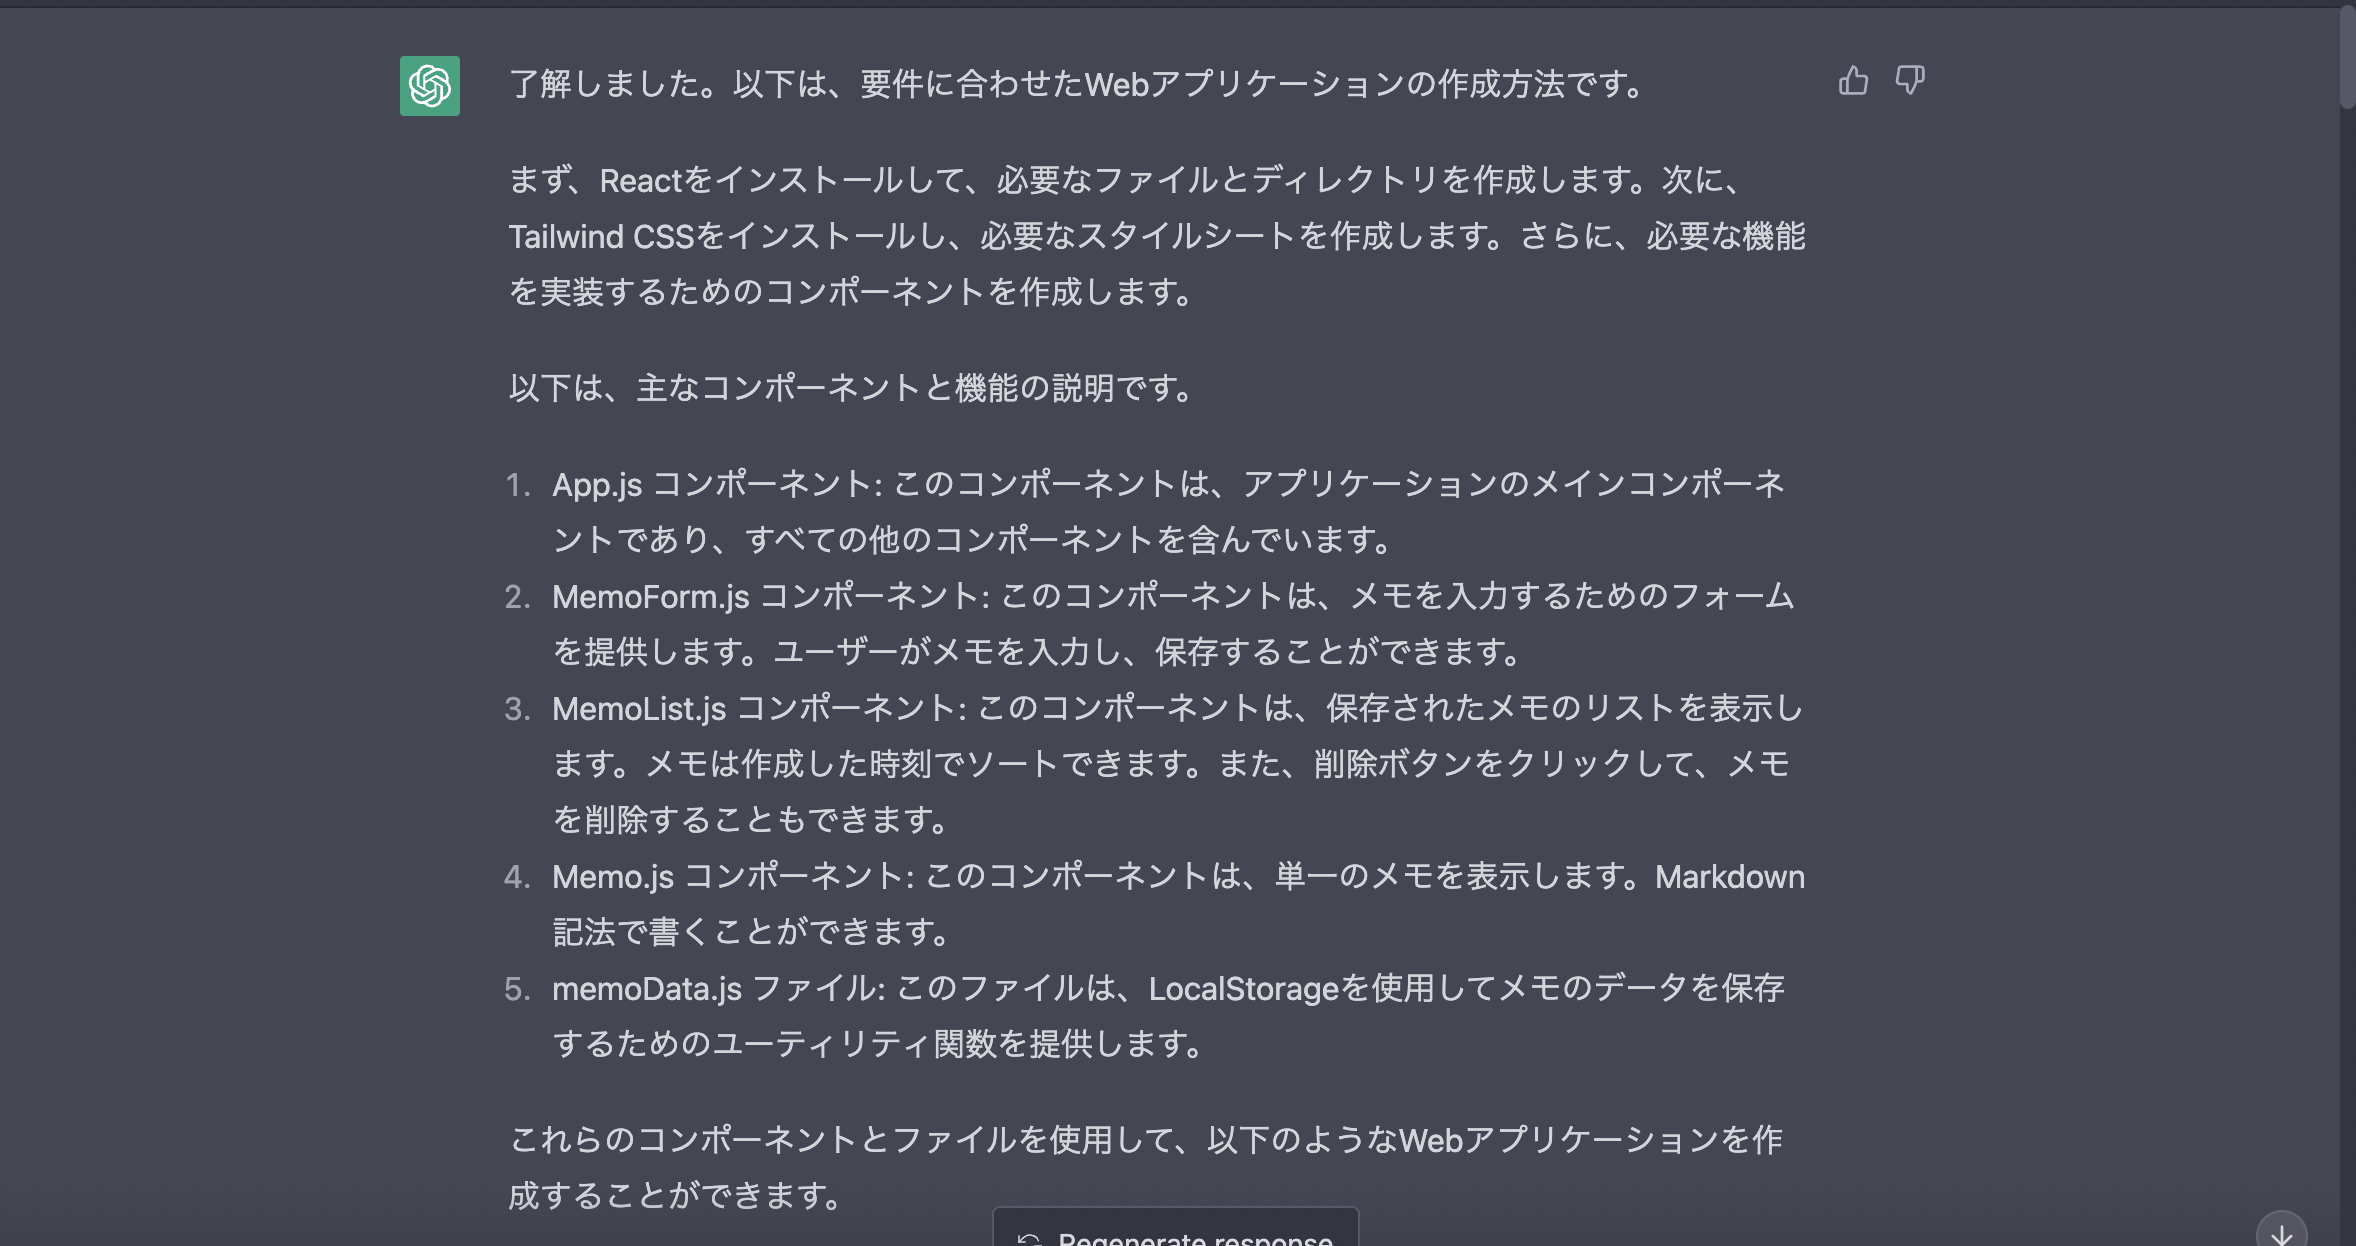 了解しました。以下は、要件に合わせたWebアプリケーションの作成方法です。
まず、Reactをインストールして、必要なファイルとディレクトリを作成します。次に、
Tailwind CSSをインストールし、必要なスタイルシートを作成します。さらに、必要な機能
を実装するためのコンポーネントを作成します。
以下は、主なコンポーネントと機能の説明です。
1. App.js コンポーネント: このコンポーネントは、アプリケーションのメインコンポーネ
ントであり、すべての他のコンポーネントを含んでいます。
2. MemoForm.js コンポーネント: このコンポーネントは、メモを入力するためのフォーム
を提供します。ユーザーがメモを入力し、保存することができます。
3. MemoList.js コンポーネント: このコンポーネントは、保存されたメモのリストを表示し
ます。メモは作成した時刻でソートできます。また、削除ボタンをクリックして、メモ
を削除することもできます。
4. Memo.js コンポーネント: このコンポーネントは、単一のメモを表示します。Markdown
記法で書くことができます。
5. memoData.js ファイル: このファイルは、LocalStorageを使用してメモのデータを保存
するためのユーティリティ関数を提供します。
これらのコンポーネントとファイルを使用して、以下のようなWebアプリケーションを作
成することができます。
Regenerate response